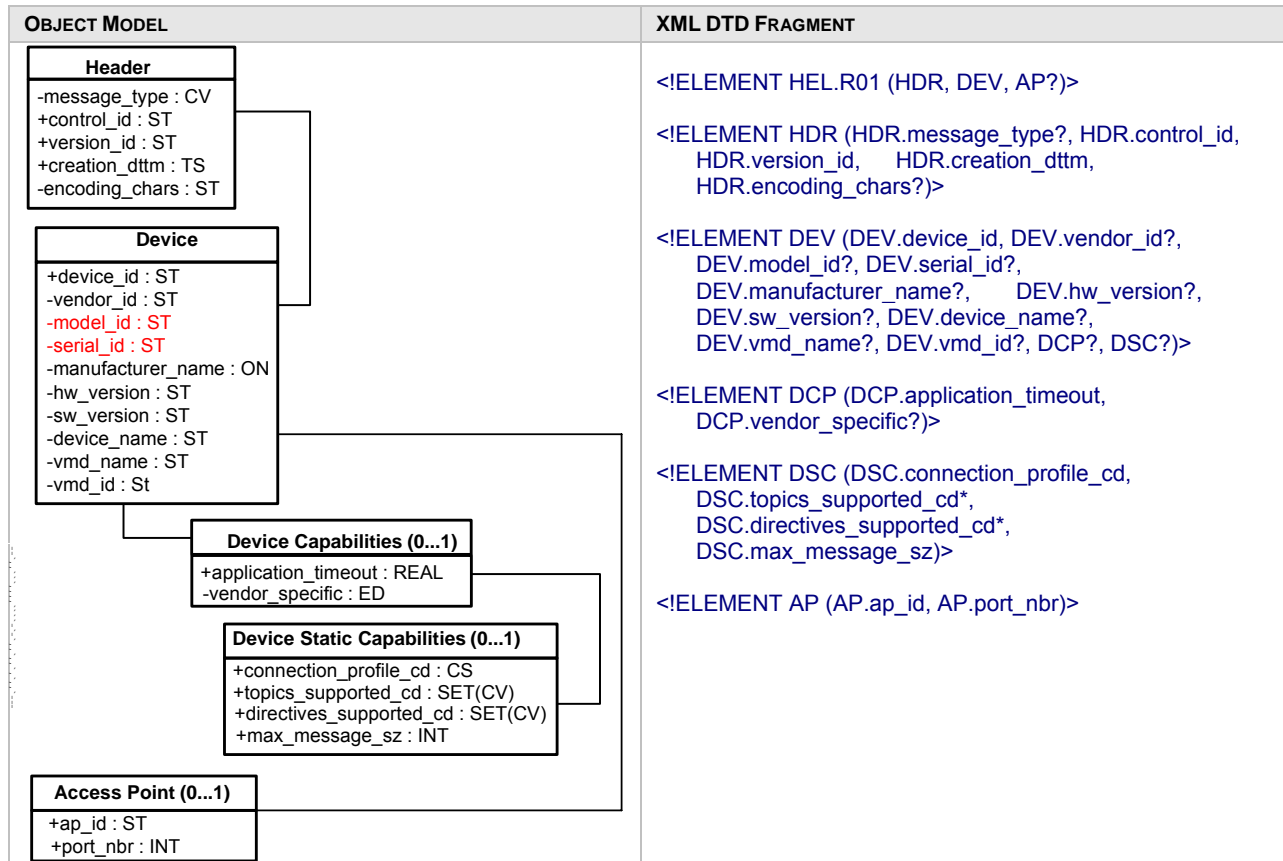 OBJECT MODEL
Header
-message_type : CV
+control_id : ST
+version_id : ST
+creation_dttm : TS
-encoding_chars : ST
Device
+device_id : ST
-vendor_id : ST
-model_id : ST
-serial_id : ST
-manufacturer_name : ON
-hw_version : ST
-sw_version : ST
-device_name : ST
-vmd_name : ST
-vmd_id : St
Device Capabilities (0...1)
+application_timeout : REAL
-vendor_specific : ED
Device Static Capabilities (0...1)
+connection_profile_cd : CS
+topics_supported_cd : SET(CV)
+directives_supported_cd : SET(CV)
+max_message_sz : INT
Access Point (0...1)
+ap_id : ST
+port_nbr : INT
XML DTD FRAGMENT
<!ELEMENT HEL.R01 (HDR, DEV, AP?)>
<!ELEMENT HDR (HDR.message_type?, HDR.control_id,
HDR.version_id, HDR.creation_dttm,
HDR.encoding_chars?)>
<!ELEMENT DEV (DEV.device_id, DEV.vendor_id?,
DEV.model_id?, DEV.serial_id?,
DEV.manufacturer_name?, DEV.hw_version?,
DEV.sw_version?, DEV.device_name?,
DEV.vmd_name?, DEV.vmd_id?, DCP?, DSC?)>
<!ELEMENT DCP (DCP.application_timeout,
DCP.vendor_specific?)>
<!ELEMENT DSC (DSC.connection_profile_cd,
DSC.topics_supported_cd*,
DSC.directives_supported_cd*,
DSC.max_message_sz)>
<!ELEMENT AP (AP.ap_id, AP.port_nbr)>